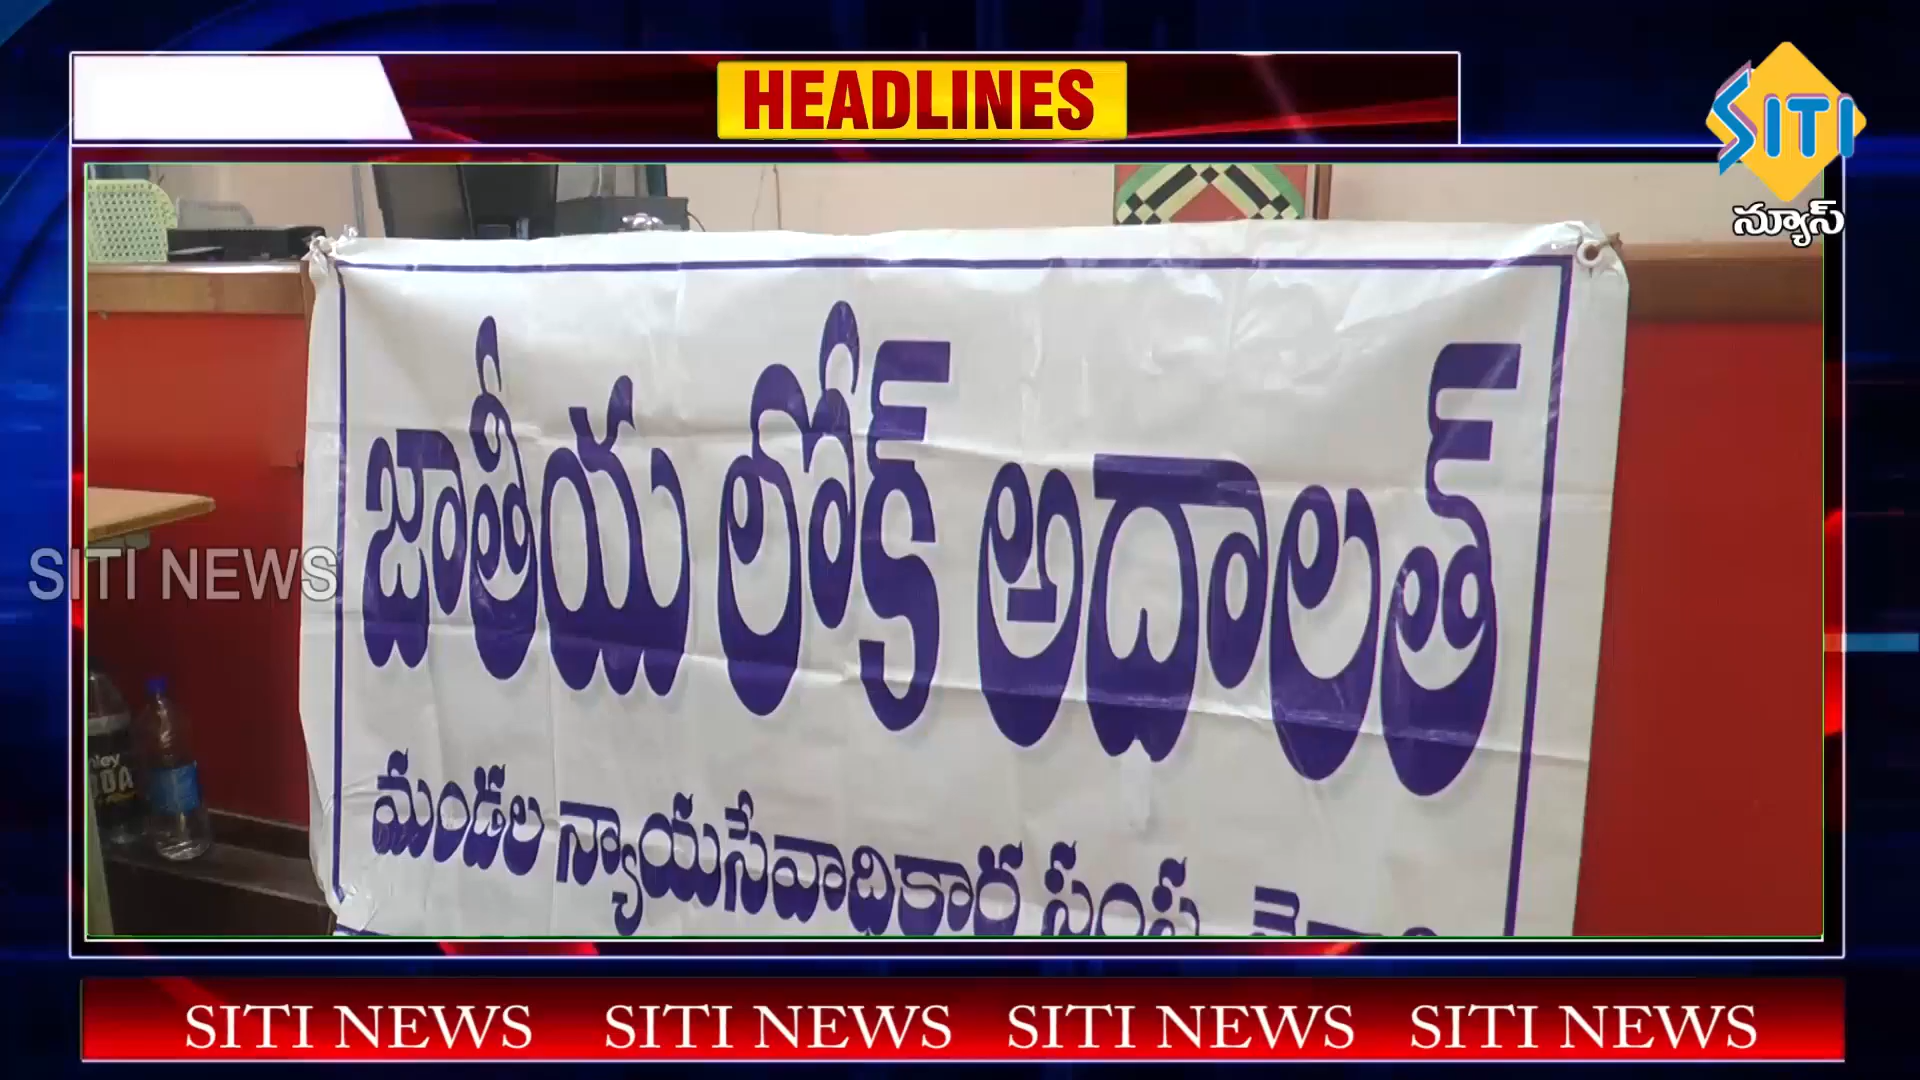 HEADLINES
SITI
న్యూస్
జాతీయ లోక్ అదాలత్
SITI NEWS
మండల న్యాయసేవాధికార సంస్థ
SITI NEWS SITI NEWS SITI NEWS SITI NEWS